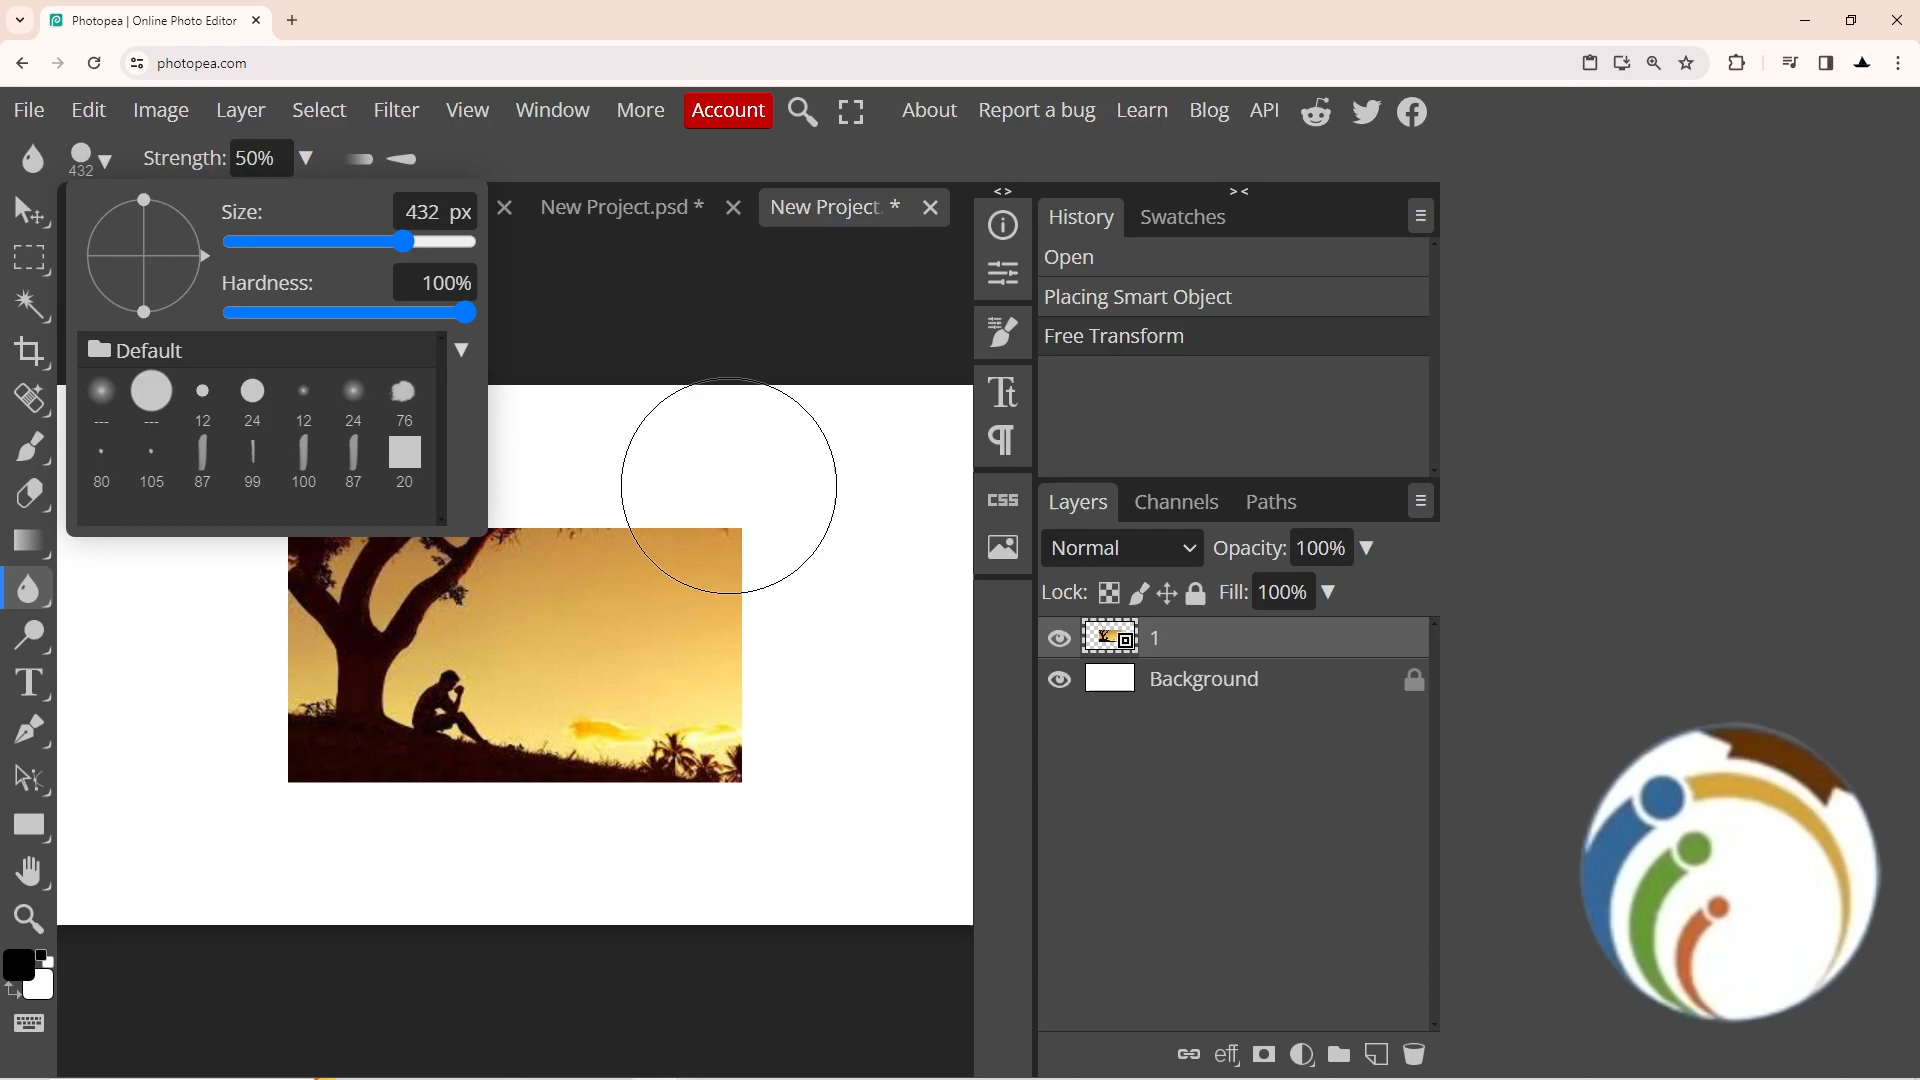 Photopea | Online Photo Editor
photopea.com
File Edit Image Layer Select Filter View Window More Account About Report a bug Learn Blog API
432 Strength: 50%
Size: 432 px
Hardness: 100%
Default
--- --- 12 24 12 24 76
80 105 87 99 100 87 20
New Project.psd * New Project. *
< > > <
History Swatches
Open
Placing Smart Object
Free Transform
CSS
Layers Channels Paths
Normal Opacity: 100%
Lock: Fill: 100%
1
Background
eff